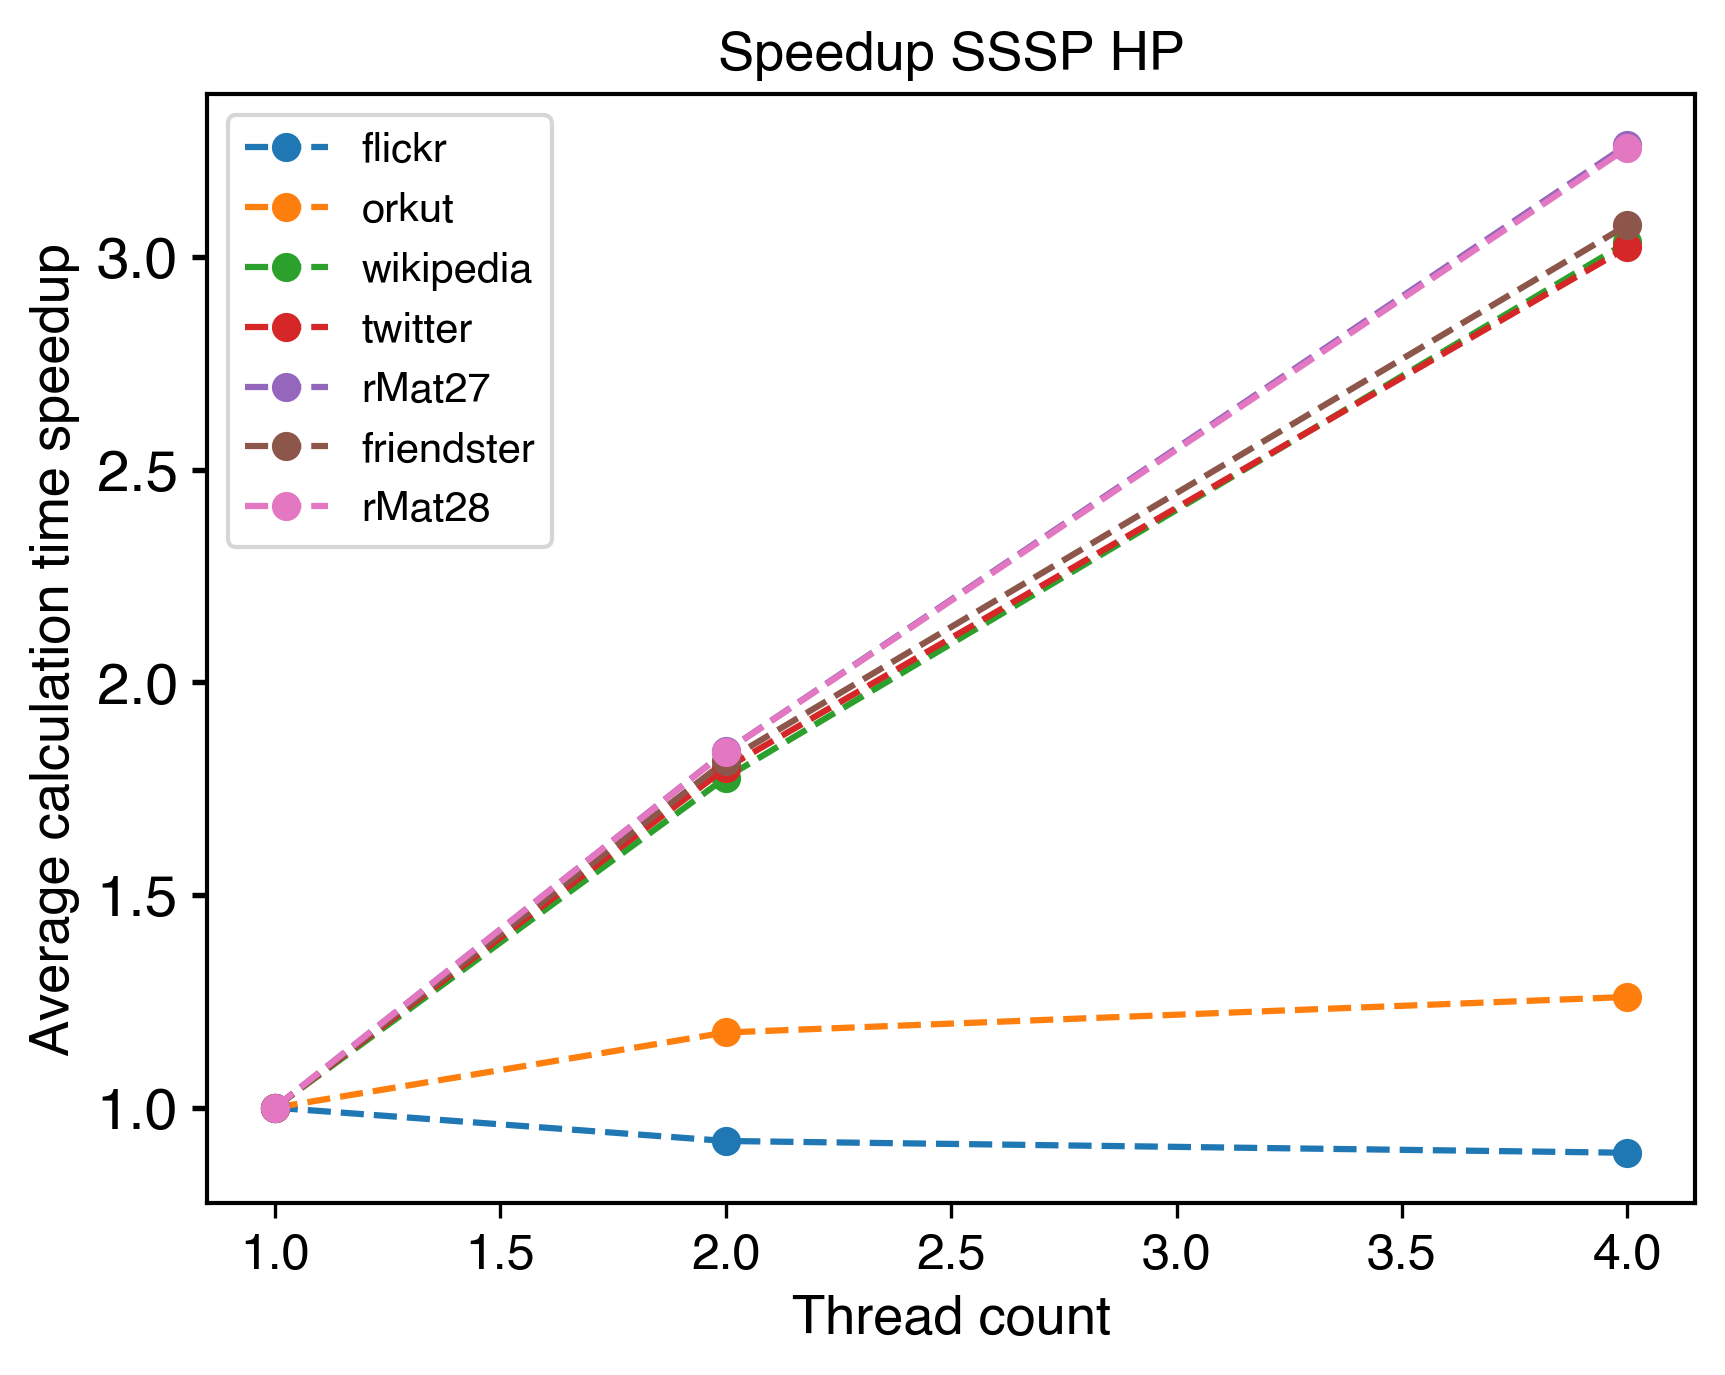 Speedup SSSP HP
flickr
orkut
wikipedia
twitter
rMat27
friendster
rMat28
Average calculation time speedup
3.0
2.5
2.0
1.5
1.0
1.0 1.5 2.0 2.5 3.0 3.5 4.0
Thread count